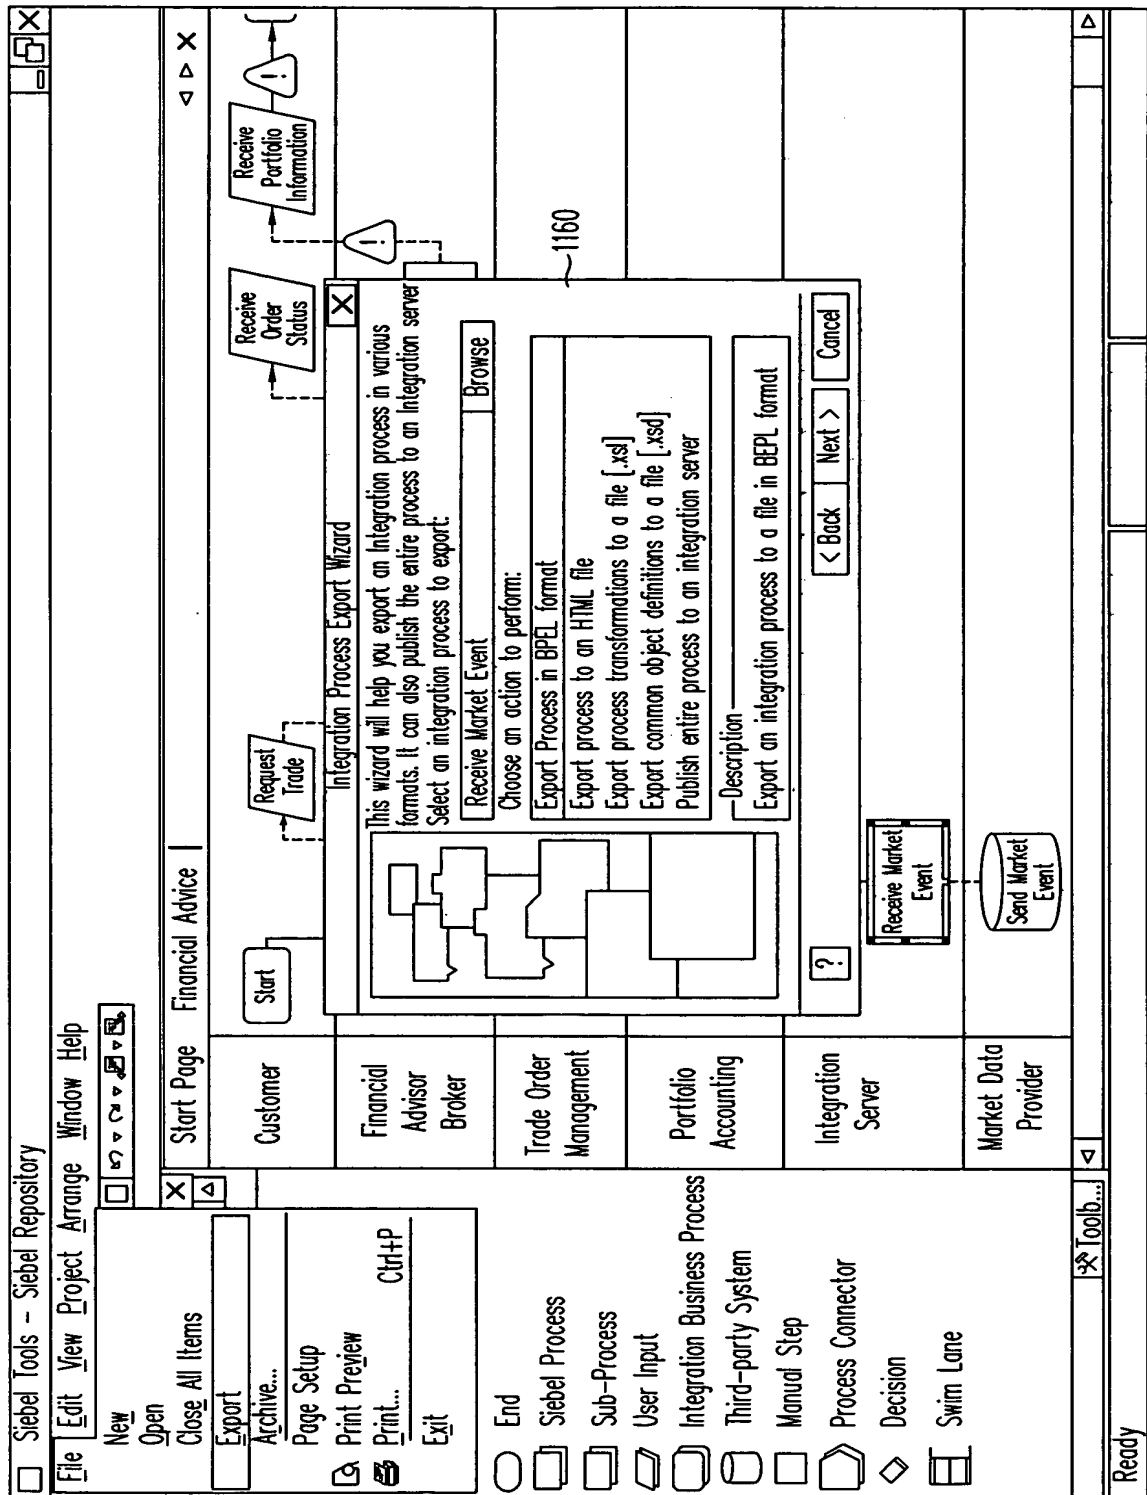 Siebel Tools - Siebel Repository
File Edit View Project Arrange Window Help
New
Open
Close All Items
Export
Archive...
Page Setup
Print Preview
Print... Ctrl+P
Exit
End
Siebel Process
Sub-Process
User Input
Integration Business Process
Third-party System
Manual Step
Process Connector
Decision
Swim Lane
Toolb...
Ready
Start Page Financial Advice
Customer
Financial
Advisor
Broker
Trade Order
Management
Portfolio
Accounting
Integration
Server
Market Data
Provider
Start
Request
Trade
Receive
Order
Status
Receive
Portfolio
Information
!
!
Integration Process Export Wizard
This wizard will help you export an Integration process in various
formats. It can also publish the entire process to an Integration server
Select an integration process to export:
Receive Market Event Browse
Choose an action to perform:
Export Process in BPEL format
Export process to an HTML file
Export process transformations to a file [.xsl]
Export common object definitions to a file [.xsd]
Publish entire process to an integration server
Description
Export an integration process to a file in BEPL format
? < Back Next > Cancel
1160
Receive Market
Event
Send Market
Event